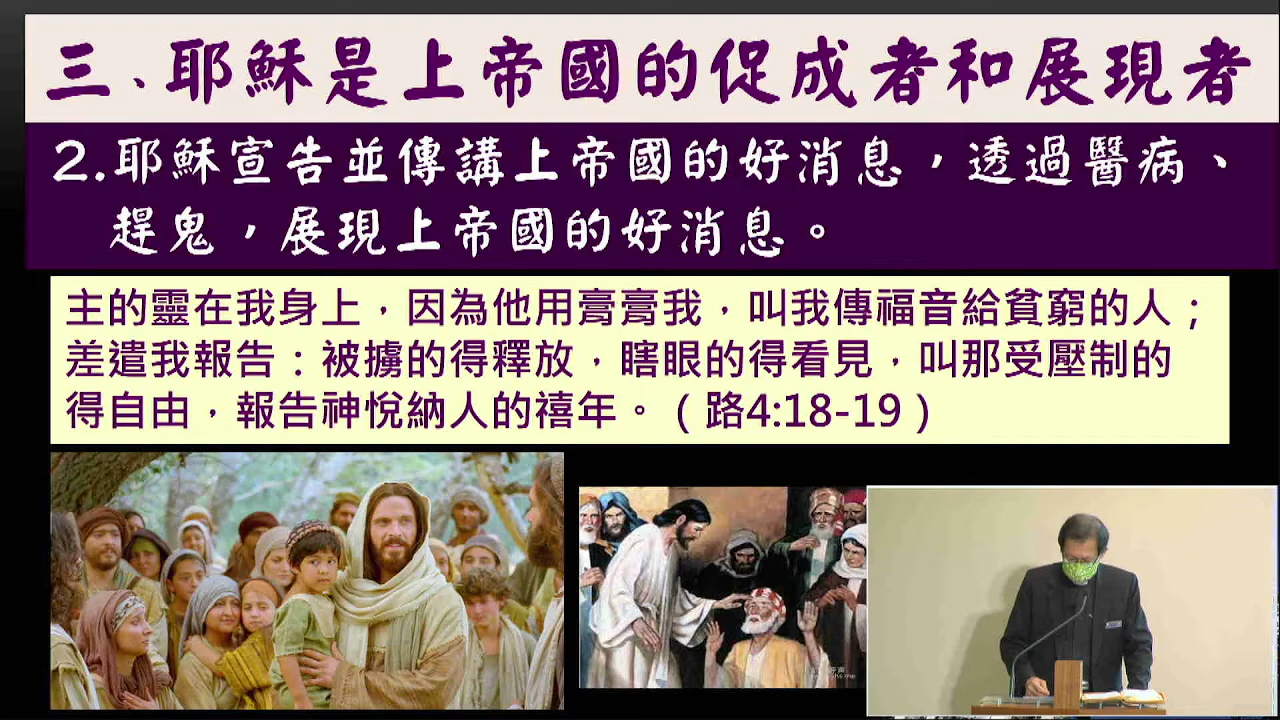 三、耶穌是上帝國的促成者和展現者
2.耶穌宣告並傳講上帝國的好消息，透過醫病、
趕鬼，展現上帝國的好消息。
主的靈在我身上，因為他用膏膏我，叫我傳福音給貧窮的人；
差遣我報告：被擄的得釋放，瞎眼的得看見，叫那受壓制的
得自由，報告神悅納人的禧年。（路4:18-19）